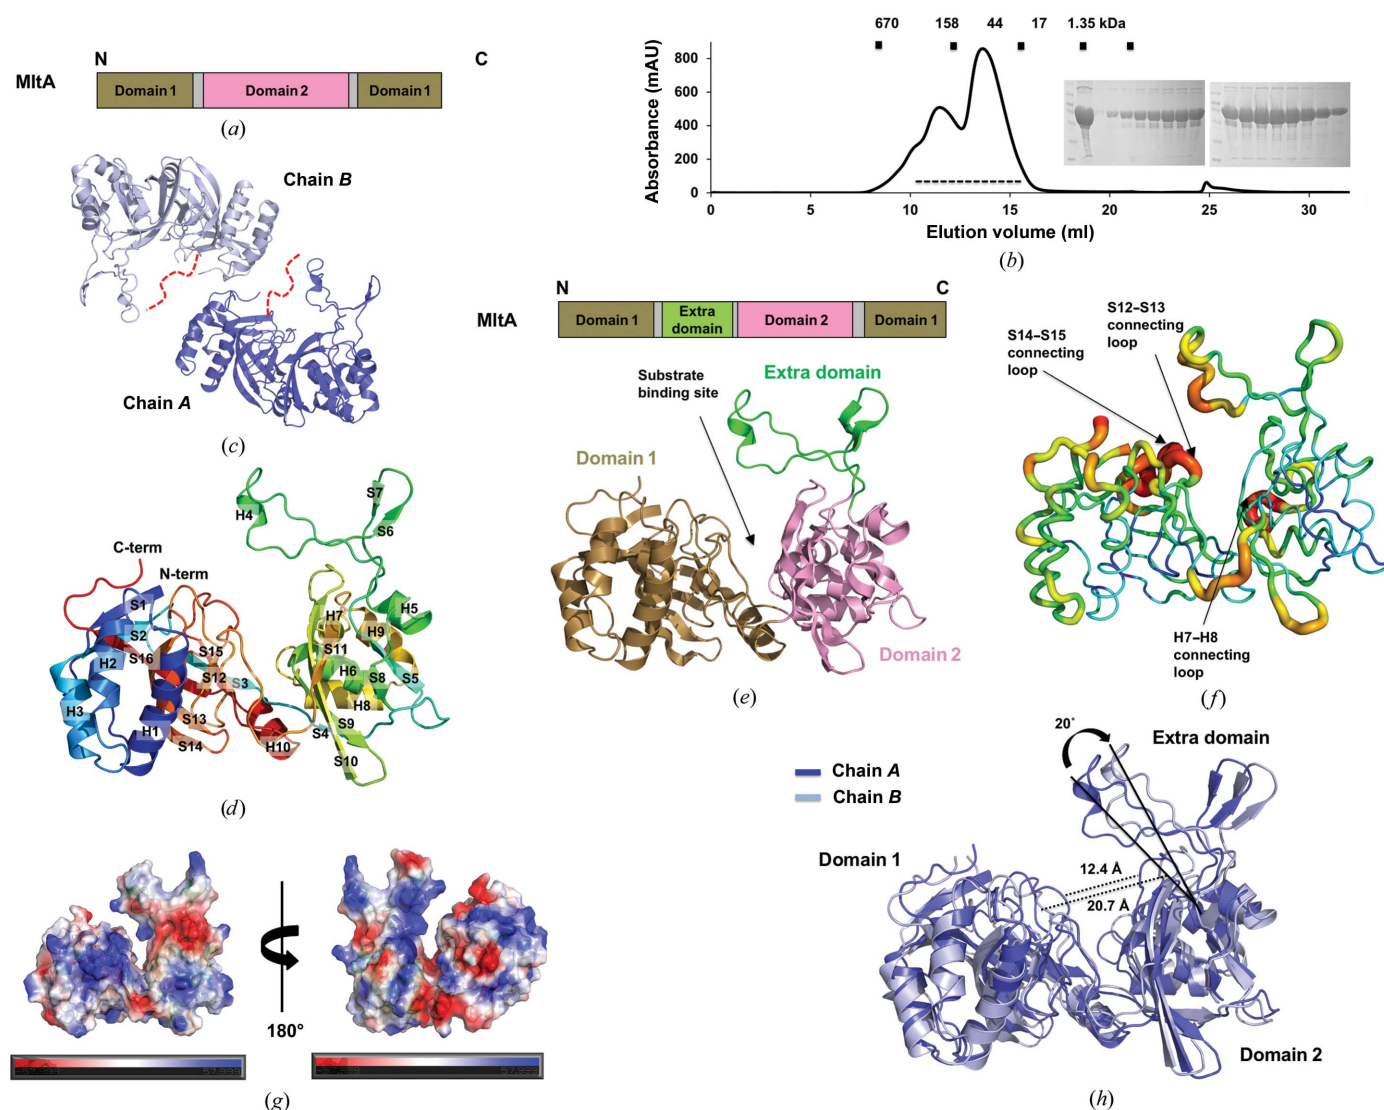 N C
MltA
Domain 1 Domain 2 Domain 1
(a)
670 158 44 17 1.35 kDa
Absorbance (mAU)
800
600
400
200
0
0 5 10 15 20 25 30
Elution volume (ml)
(b)
Chain B
Chain A
(c)
N C
MltA
Domain 1 Extra domain Domain 2 Domain 1
Substrate
binding site
Extra domain
Domain 1
Domain 2
(e)
S12–S13
connecting
loop
S14–S15
connecting
loop
H7–H8
connecting
loop
(f)
S7
H4
S6
C-term
N-term
S1
S2
H2
S16
S15
S12
S3
H3
H1
S13
S14
H10
H7
H5
H9
S11
H6
S8
S5
H8
S9
S4
S10
(d)
180°
57.999
(g)
20°
Extra domain
Chain A
Chain B
Domain 1
12.4 Å
20.7 Å
Domain 2
(h)